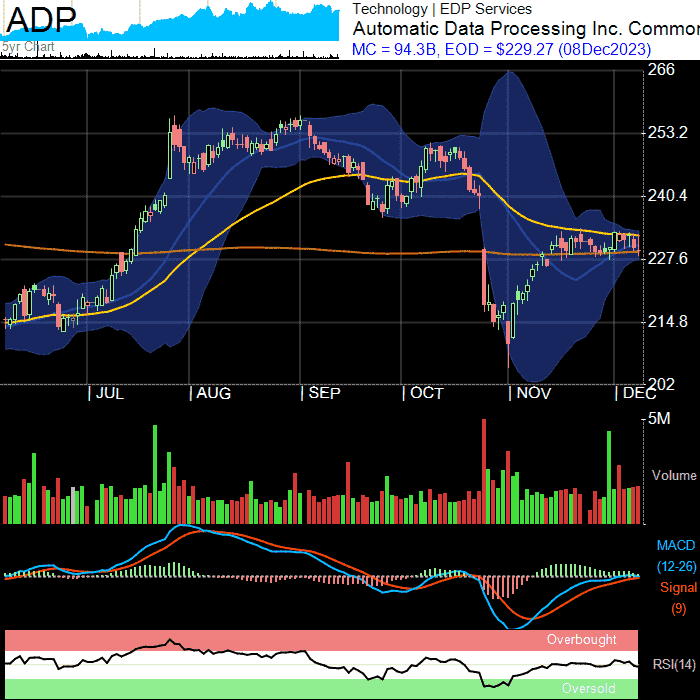 ADP
5yr Chart
Technology | EDP Services
Automatic Data Processing Inc. Common
MC = 94.3B, EOD = $229.27 (08Dec2023)
266
253.2
240.4
227.6
214.8
202
| JUL | AUG | SEP | OCT | NOV | DEC
5M
Volume
MACD
(12-26)
Signal
(9)
Overbought
RSI(14)
Oversold